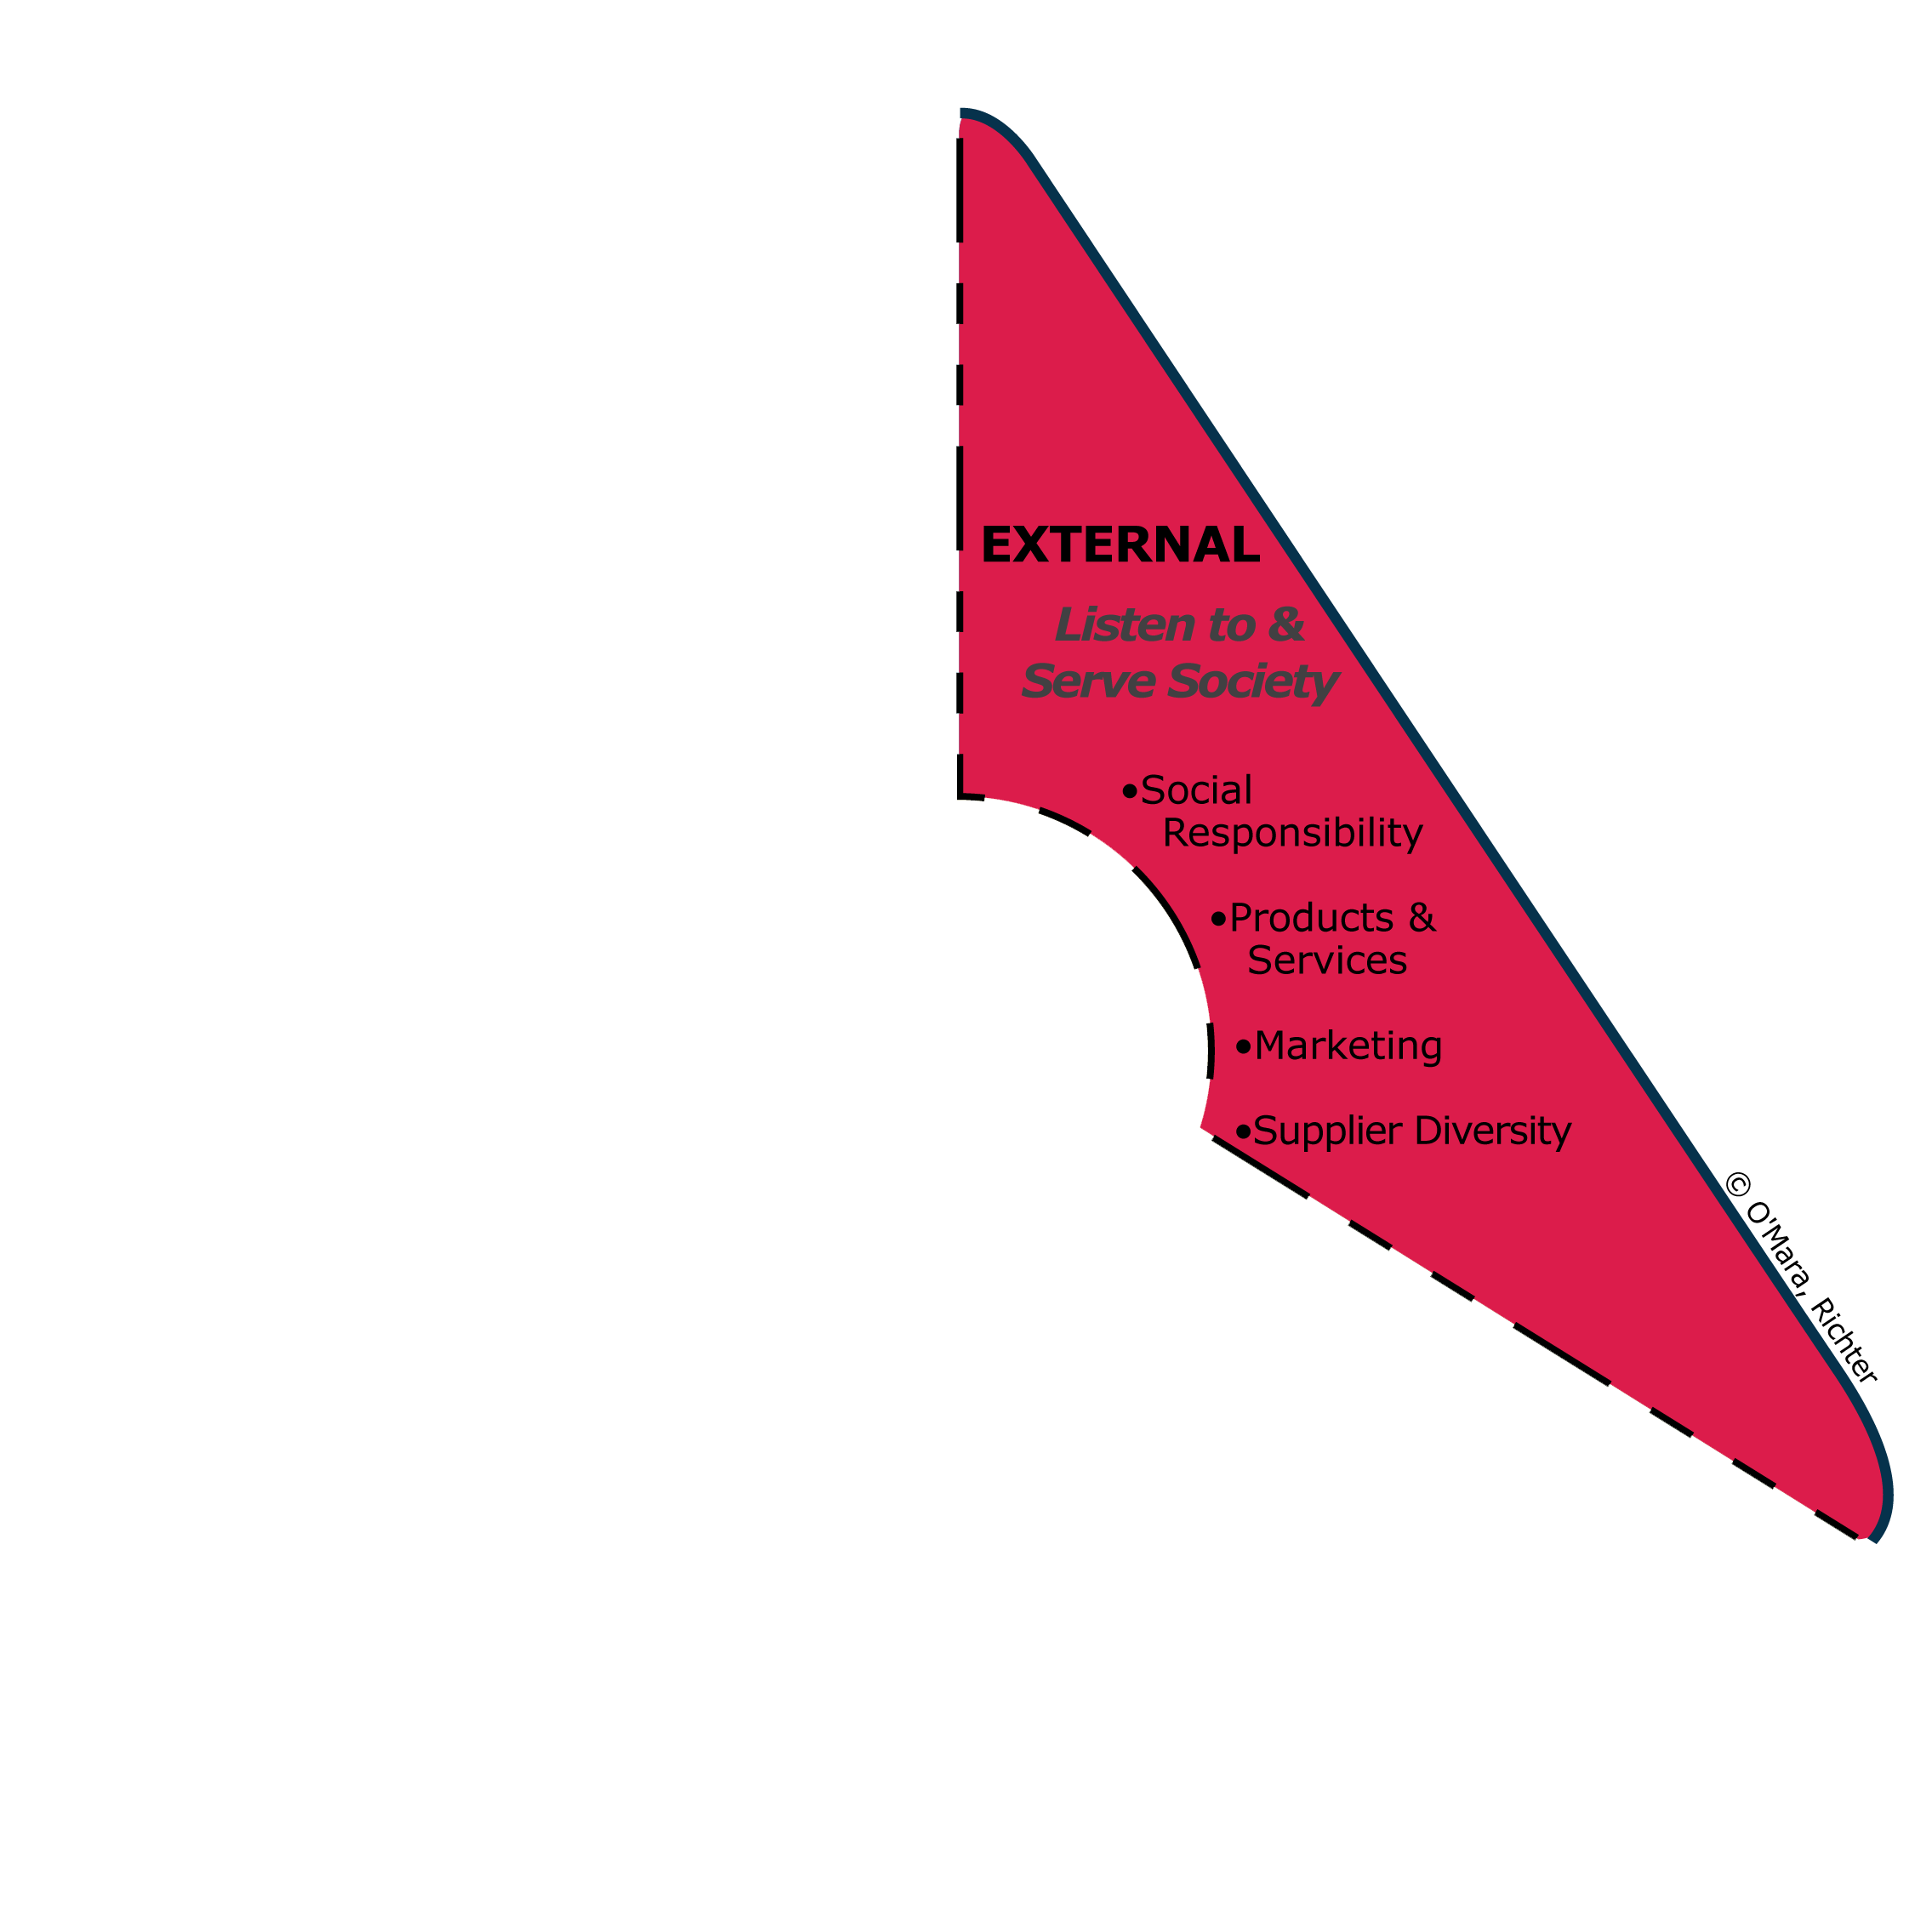 EXTERNAL
Listen to &
Serve Society
•Social
Responsibility
•Products &
Services
•Marketing
•Supplier Diversity
© O'Mara, Richter